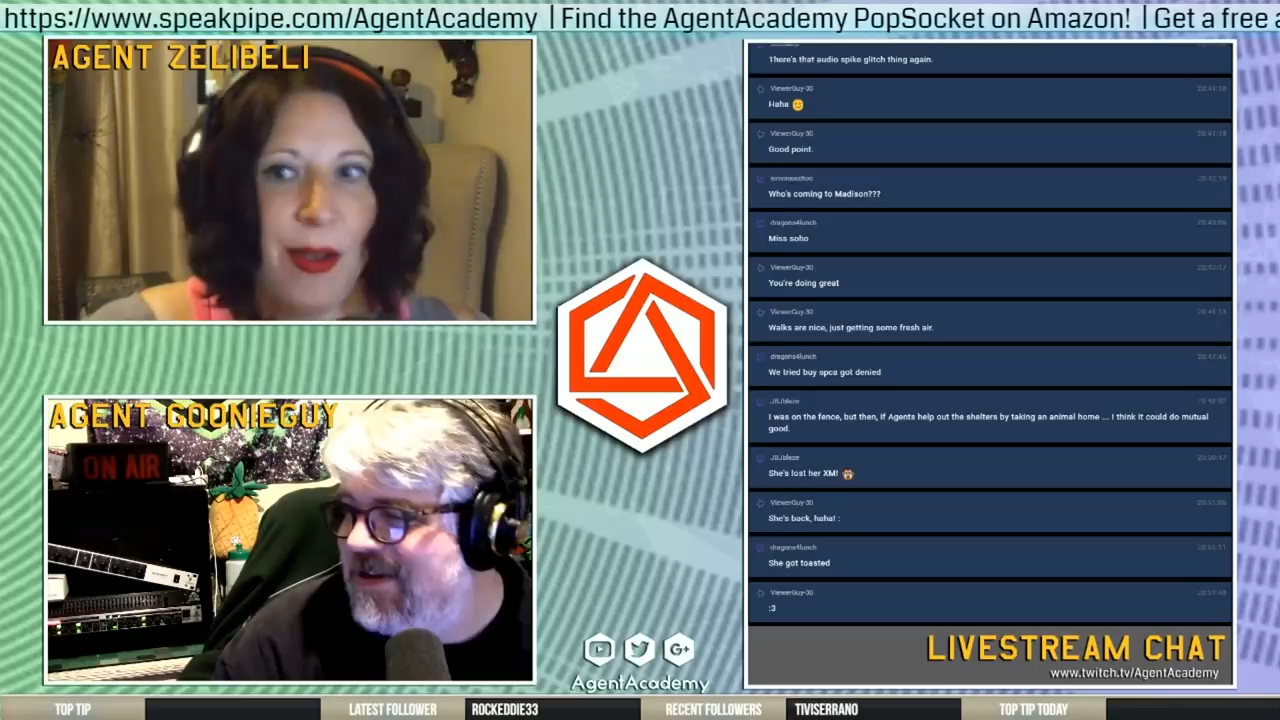 https://www.speakpipe.com/AgentAcademy | Find the AgentAcademy PopSocket on Amazon! | Get a free a
AGENT ZELIBELI
AGENT GOONIEGUY
ON AIR
AgentAcademy
There's that audio spike glitch thing again.
ViewerGuy-30
Haha
ViewerGuy-30
Good point.
Who's coming to Madison???
dragons4lunch
Miss soho
ViewerGuy-30
You're doing great
ViewerGuy-30
Walks are nice, just getting some fresh air.
dragons4lunch
We tried buy spca got denied
I was on the fence, but then, if Agents help out the shelters by taking an animal home ... I think it could do mutual
good.
She's lost her XM!
ViewerGuy-30
She's back, haha! :
dragons4lunch
She got toasted
ViewerGuy-30
:3
LIVESTREAM CHAT
www.twitch.tv/AgentAcademy
TOP TIP
LATEST FOLLOWER
ROCKEDDIE33
RECENT FOLLOWERS
TIVISERRANO
TOP TIP TODAY